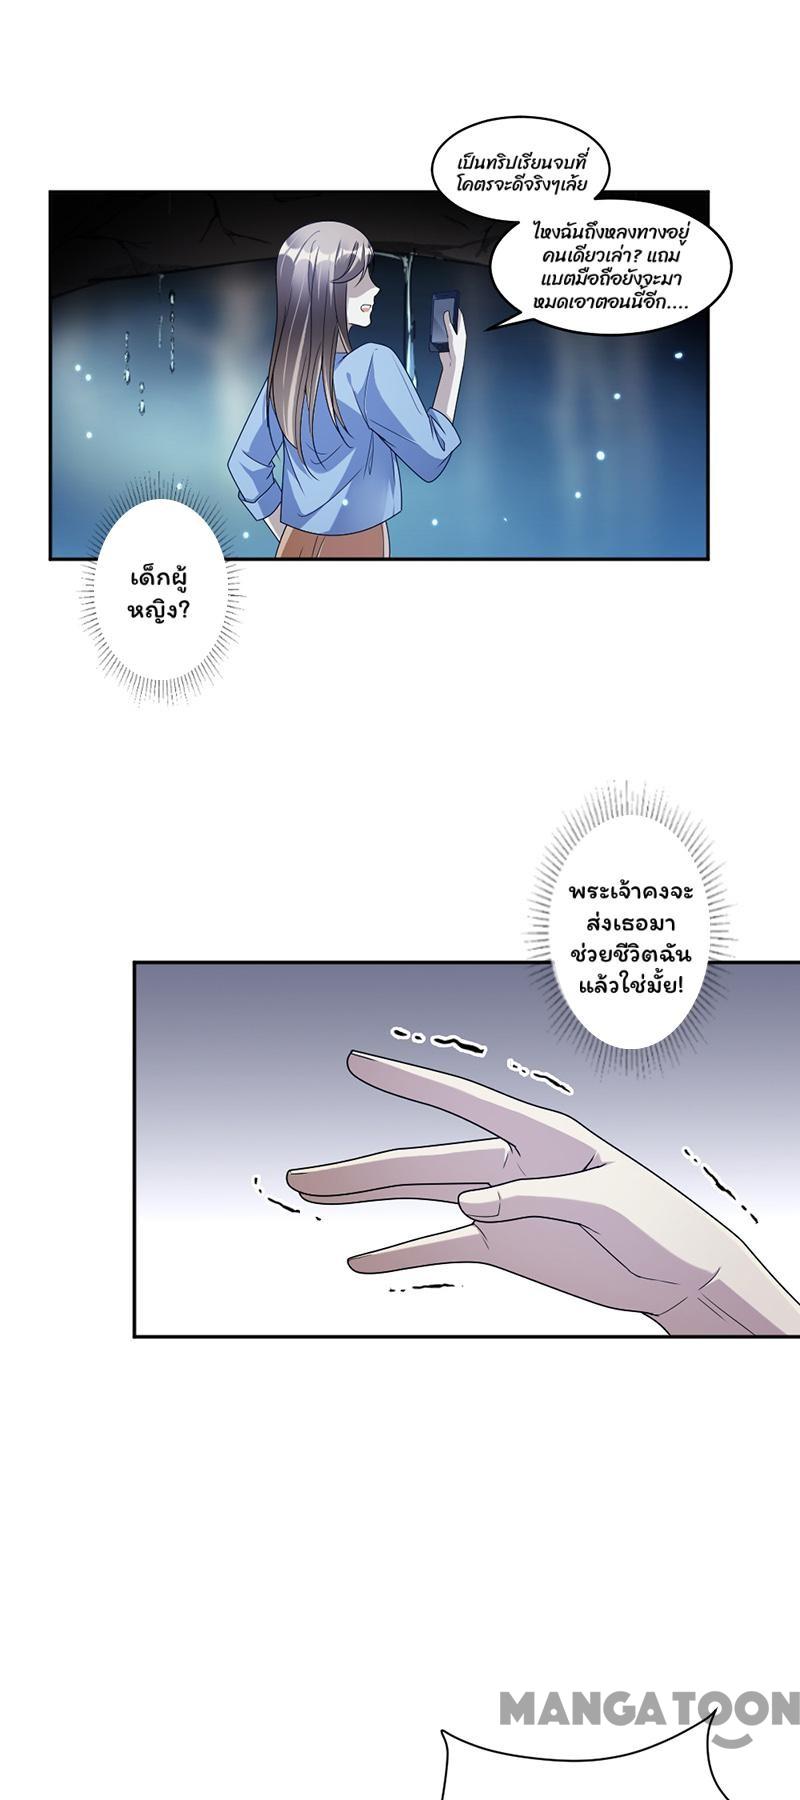 เป็นทริปเรียนจบที่
โคตรจะดีจริงๆเล้ย
ไหงฉันถึงหลงทางอยู่
คนเดียวเล่า? แถม
แบตมือถือยังจะมา
หมดเอาตอนนี้อีก....
เด็กผู้
หญิง?
พระเจ้าคงจะ
ส่งเธอมา
ช่วยชีวิตฉัน
แล้วใช่มั้ย!
MANGATOON